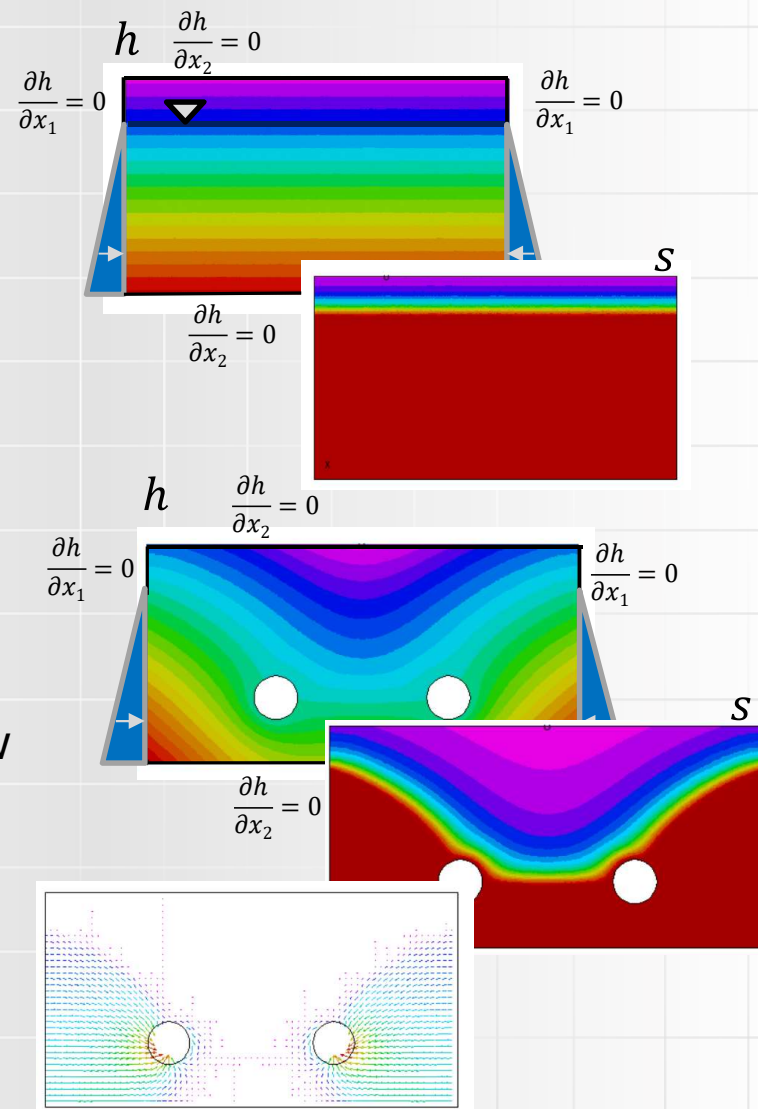 h ∂h/∂x₂ = 0
∂h/∂x₁ = 0 ∂h/∂x₁ = 0
s
∂h/∂x₂ = 0
x
h ∂h/∂x₂ = 0
∂h/∂x₁ = 0 ∂h/∂x₁ = 0
s
∂h/∂x₂ = 0